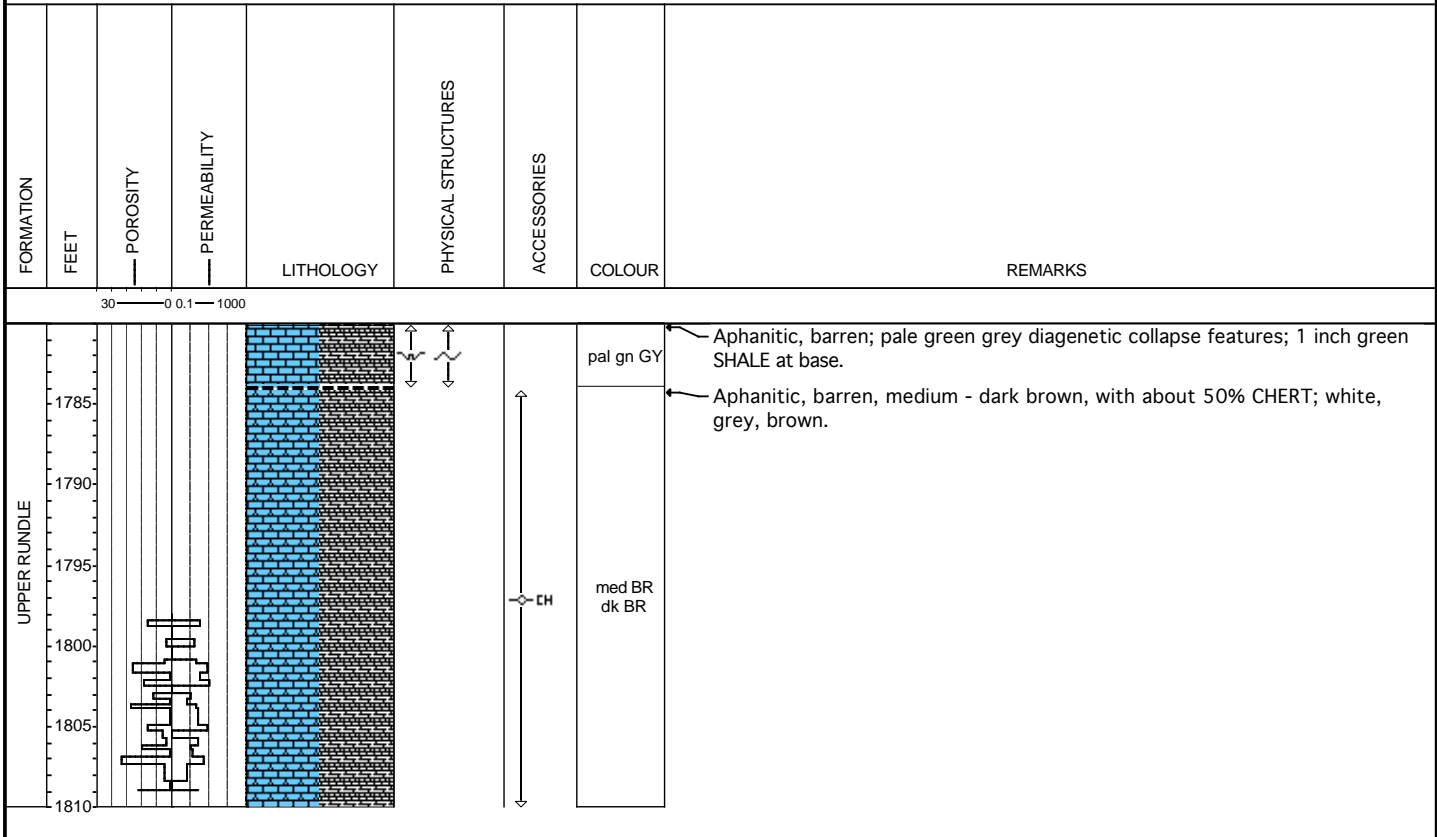 FORMATION
FEET
POROSITY
PERMEABILITY
LITHOLOGY
PHYSICAL STRUCTURES
ACCESSORIES
COLOUR
REMARKS
30 0 0.1 1000
Aphanitic, barren; pale green grey diagenetic collapse features; 1 inch green
SHALE at base.
pal gn GY
Aphanitic, barren, medium - dark brown, with about 50% CHERT; white,
grey, brown.
1785
1790
UPPER RUNDLE
1795
med BR
dk BR
CH
1800
1805
1810